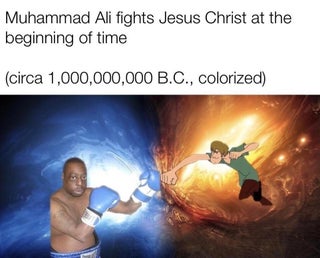 Muhammad Ali fights Jesus Christ at the
beginning of time
(circa 1,000,000,000 B.C., colorized)